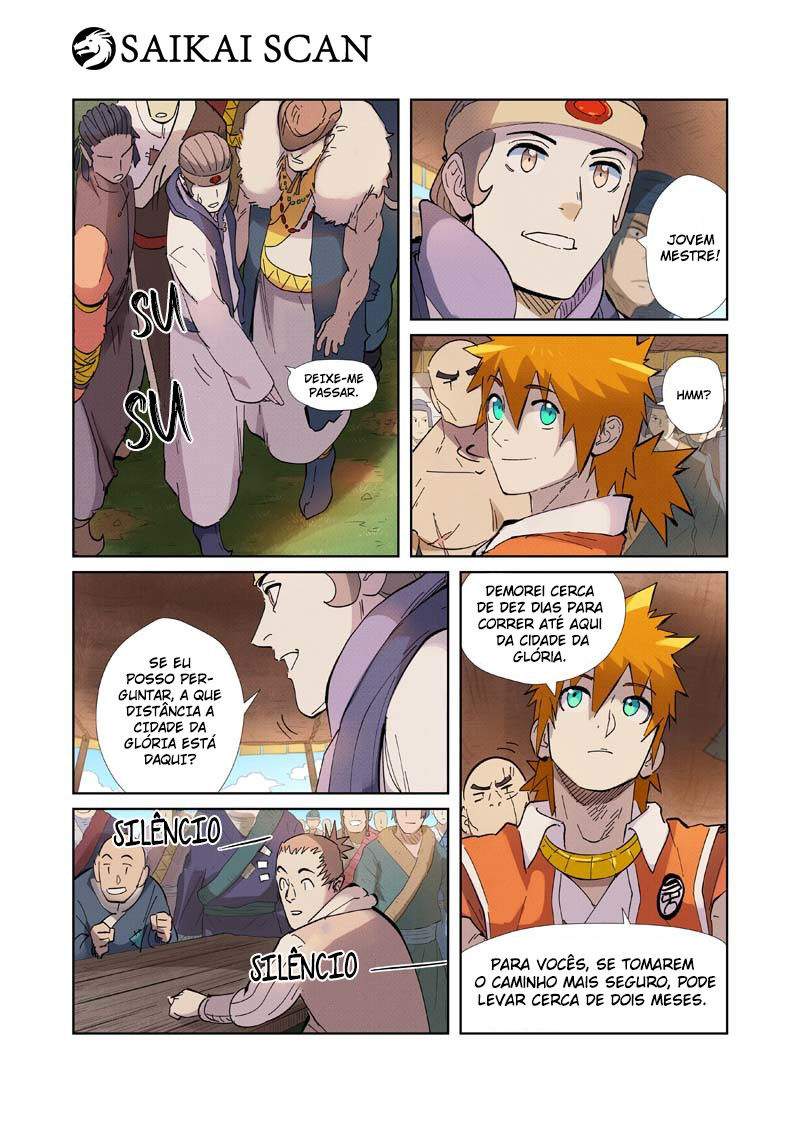 SAIKAI SCAN
SU
SU
DEIXE-ME
PASSAR.
JOVEM
MESTRE!
HMM?
SE EU
POSSO PER-
GUNTAR, A QUE
DISTÂNCIA A
CIDADE DA
GLÓRIA ESTÁ
DAQUI?
DEMOREI CERCA
DE DEZ DIAS PARA
CORRER ATÉ AQUI
DA CIDADE DA
GLÓRIA.
SILÊNCIO
SILÊNCIO
PARA VOCÊS, SE TOMAREM
O CAMINHO MAIS SEGURO, PODE
LEVAR CERCA DE DOIS MESES.